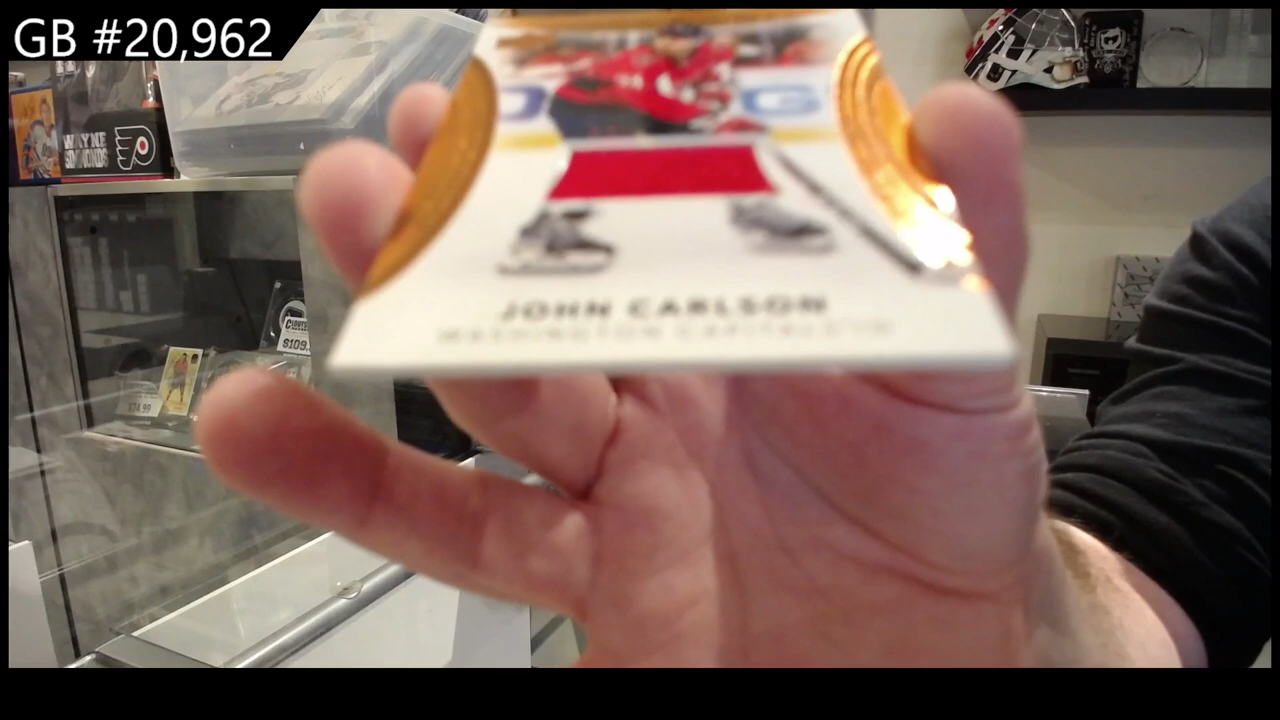 GB #20,962
WAYNE
SIMMONDS
$109.
$74.99
JOHN CARLSON
WASHINGTON CAPITALS